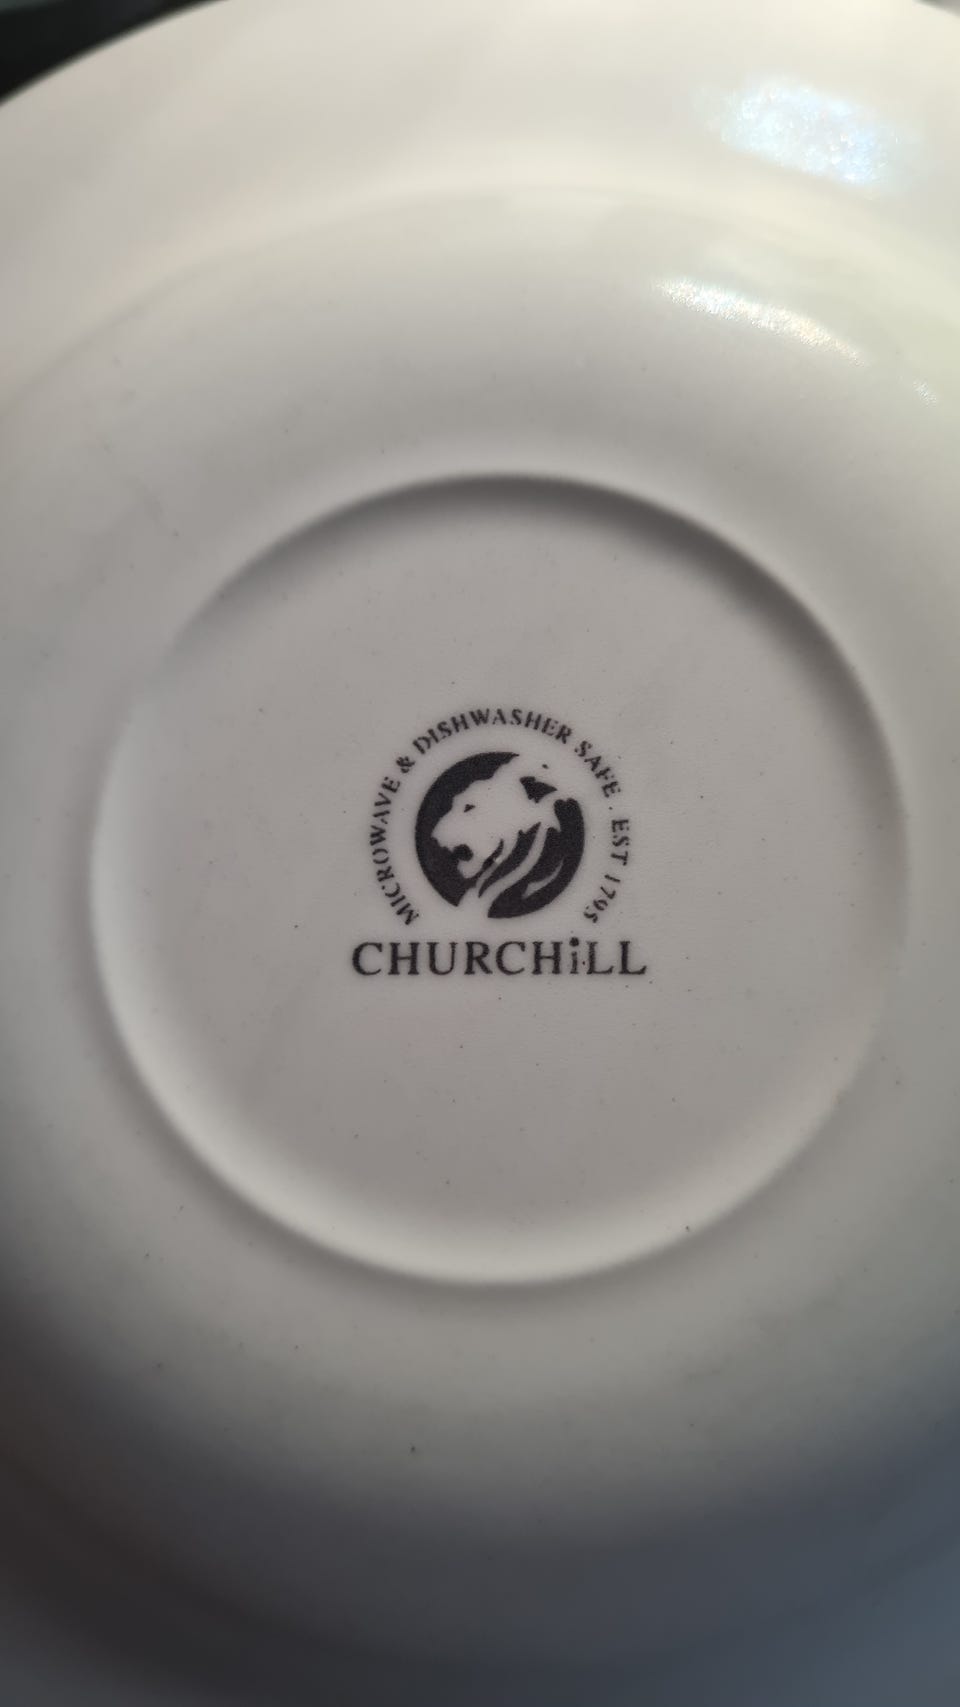 MICROWAVE & DISHWASHER SAFE . EST 1795
CHURCHiLL